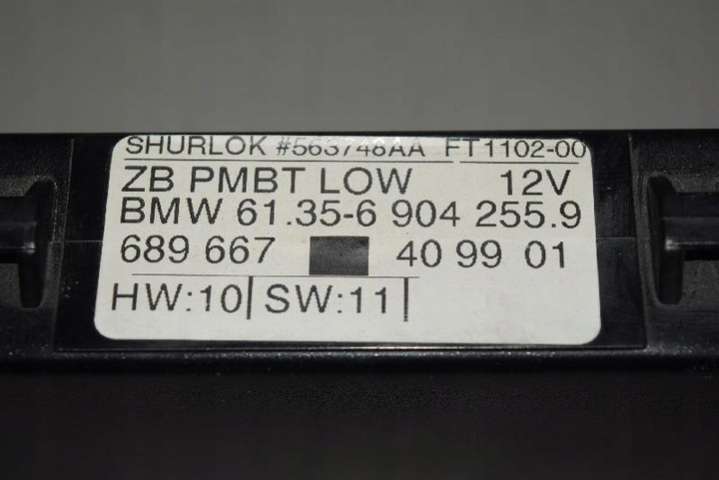 SHURLOK #563748AA FT1102-00
ZB PMBT LOW 12V
BMW 61.35-6 904 255.9
689 667 40 99 01
HW:10 SW:11